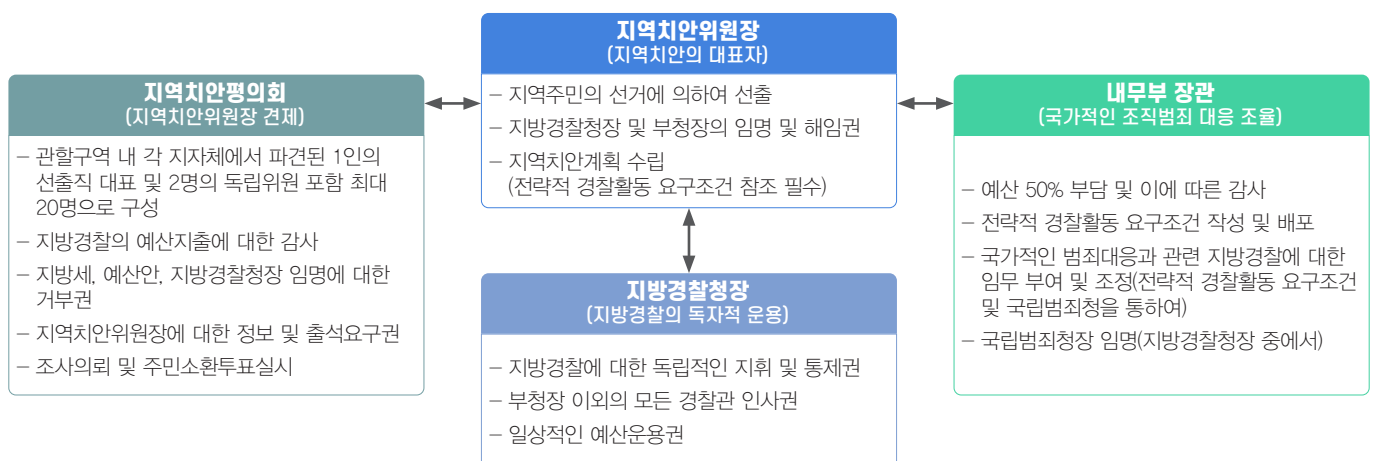 지역치안위원장
(지역치안의 대표자)
– 지역주민의 선거에 의하여 선출
– 지방경찰청장 및 부청장의 임명 및 해임권
– 지역치안계획 수립
(전략적 경찰활동 요구조건 참조 필수)
지역치안평의회
(지역치안위원장 견제)
– 관할구역 내 각 지자체에서 파견된 1인의
선출직 대표 및 2명의 독립위원 포함 최대
20명으로 구성
– 지방경찰의 예산지출에 대한 감사
– 지방세, 예산안, 지방경찰청장 임명에 대한
거부권
– 지역치안위원장에 대한 정보 및 출석요구권
– 조사의뢰 및 주민소환투표실시
내무부 장관
(국가적인 조직범죄 대응 조율)
– 예산 50% 부담 및 이에 따른 감사
– 전략적 경찰활동 요구조건 작성 및 배포
– 국가적인 범죄대응과 관련 지방경찰에 대한
임무 부여 및 조정(전략적 경찰활동 요구조건
및 국립범죄청을 통하여)
– 국립범죄청장 임명(지방경찰청장 중에서)
지방경찰청장
(지방경찰의 독자적 운용)
– 지방경찰에 대한 독립적인 지휘 및 통제권
– 부청장 이외의 모든 경찰관 인사권
– 일상적인 예산운용권